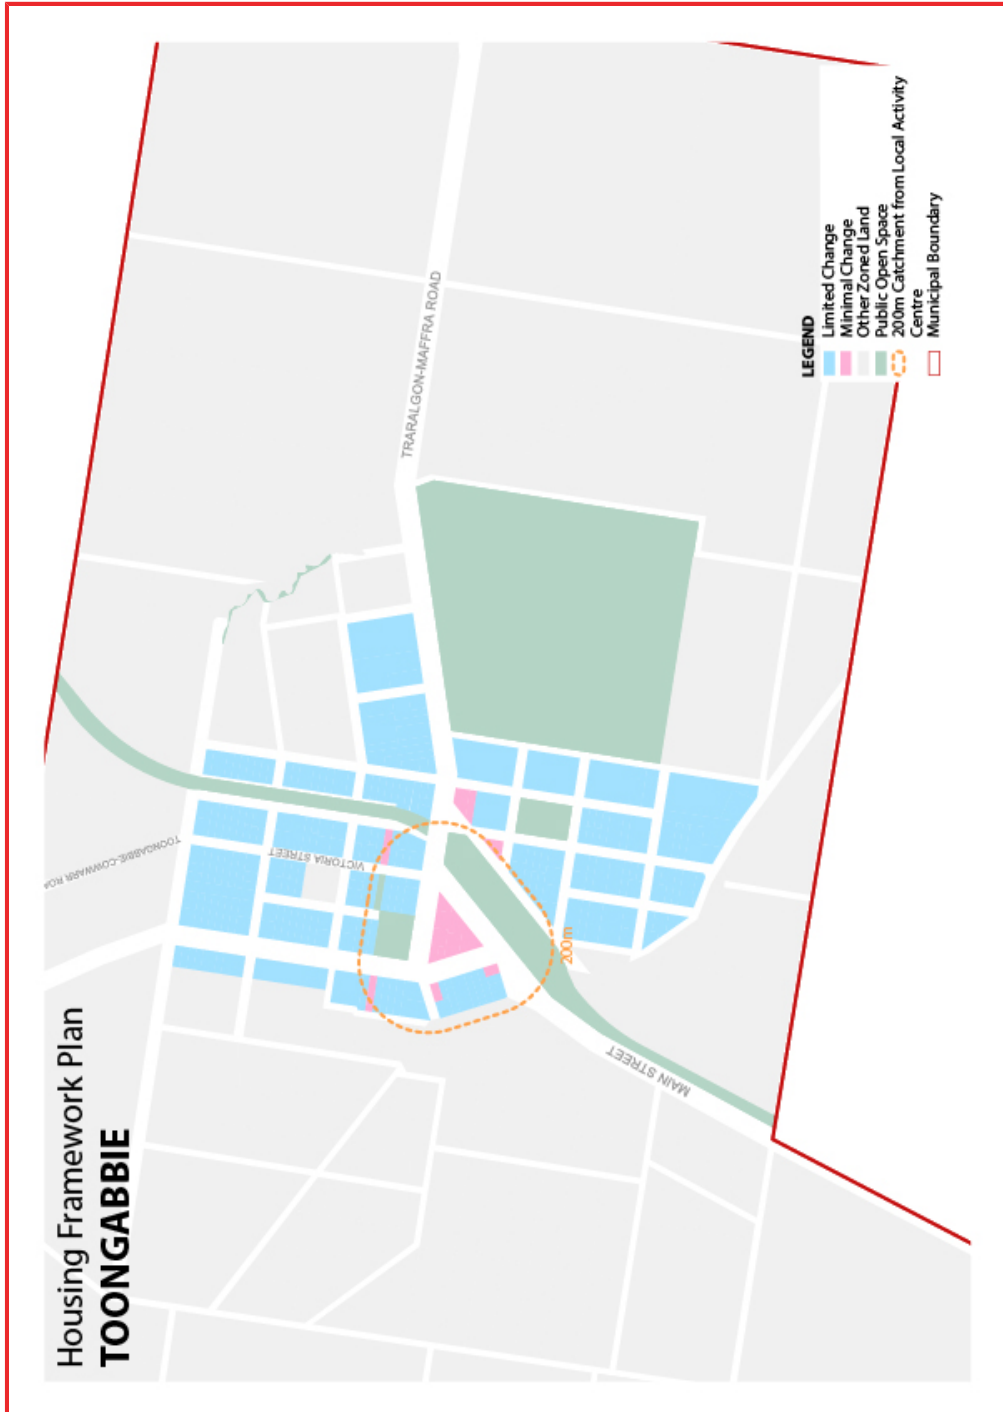 Housing Framework Plan
TOONGABBIE
TOONGABBIE-COWWARR ROA
VICTORIA STREET
TRARALGON-MAFFRA ROAD
200m
MAIN STREET
LEGEND
Limited Change
Minimal Change
Other Zoned Land
Public Open Space
200m Catchment from Local Activity
Centre
Municipal Boundary